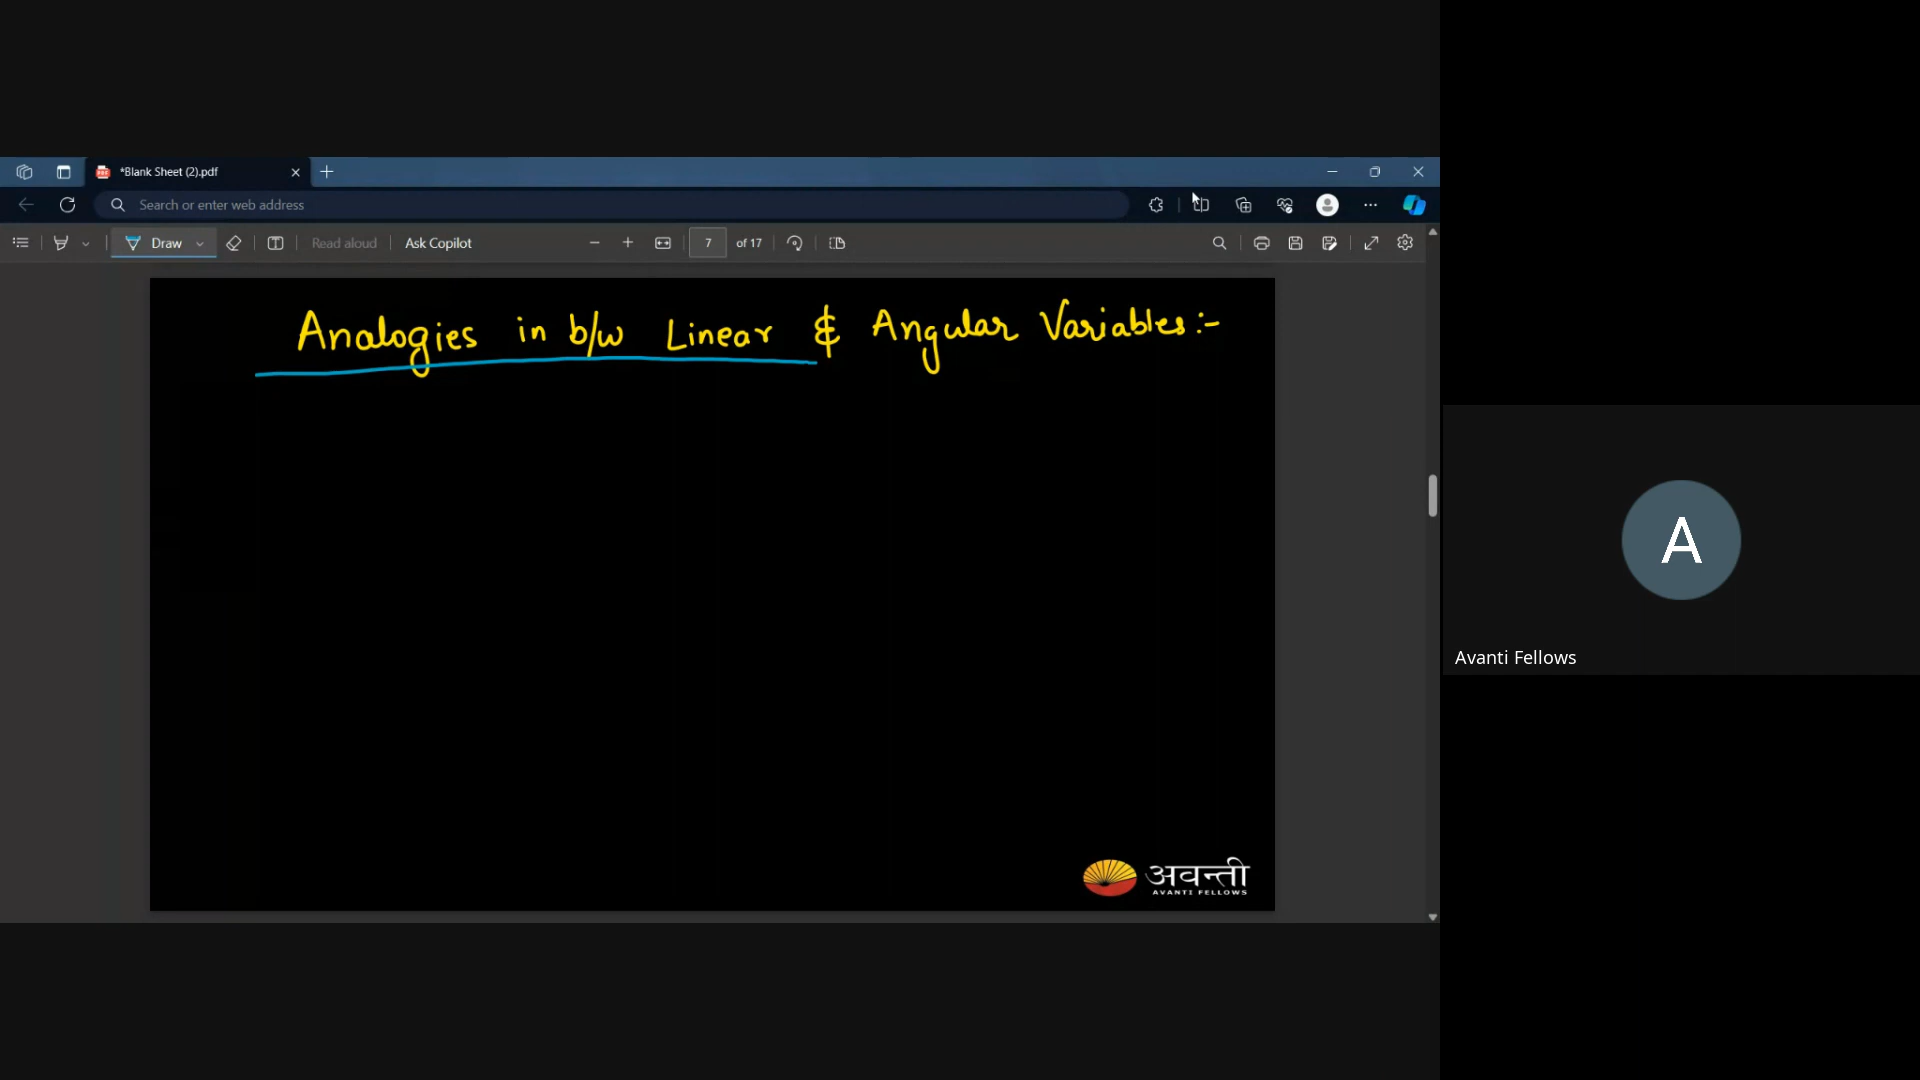 *Blank Sheet (2).pdf
Search or enter web address
Draw
Read aloud
Ask Copilot
7 of 17
Analogies in b/w Linear & Angular Variables:-
अवन्ती
AVANTI FELLOWS
A
Avanti Fellows